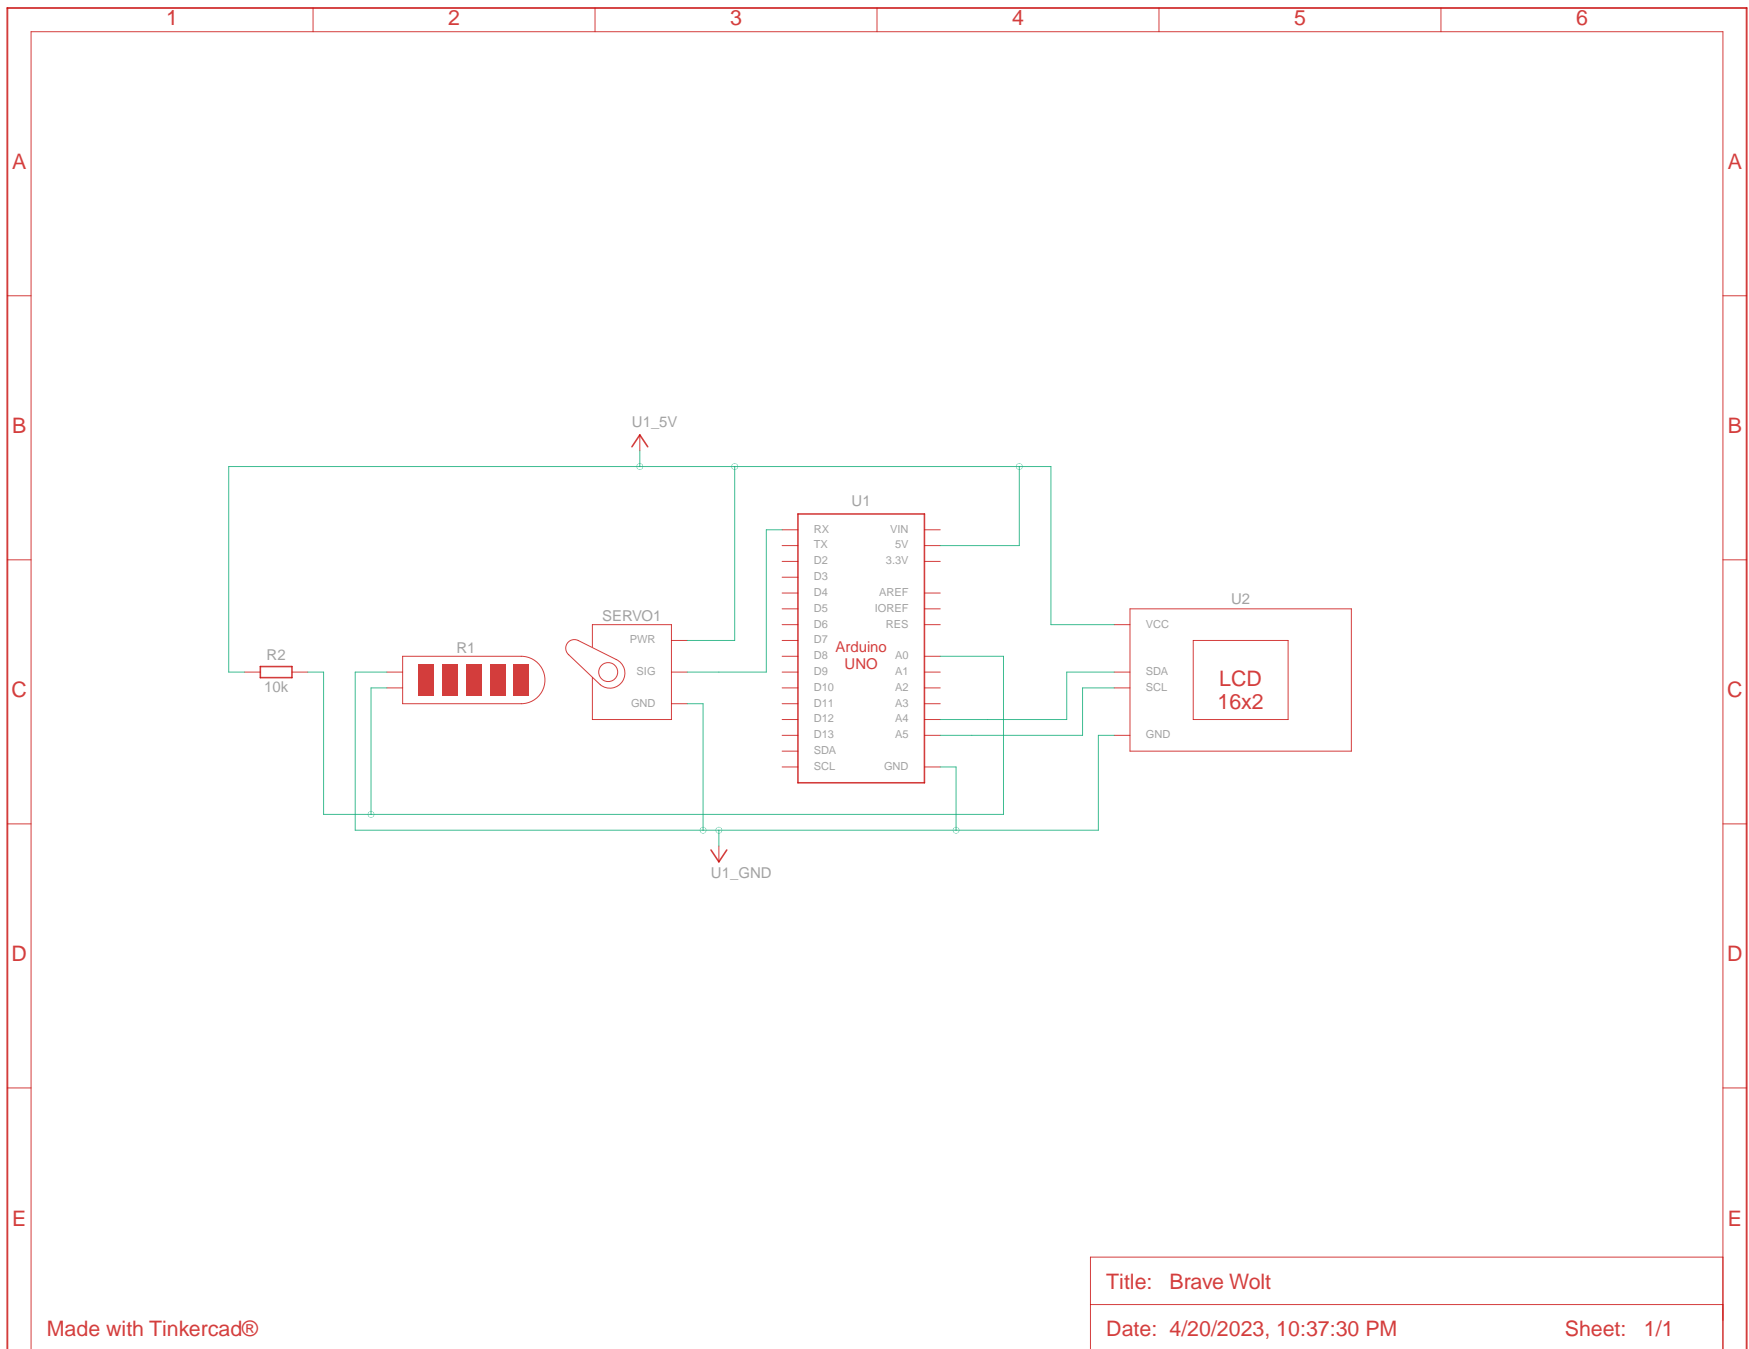 1 2 3 4 5 6
A A
B B
C C
D D
E E
U1_5V
U1
RX VIN
TX 5V
D2 3.3V
D3
D4 AREF
D5 IOREF
D6 RES
D7
D8 A0
D9 A1
D10 A2
D11 A3
D12 A4
D13 A5
SDA
SCL GND
Arduino
UNO
SERVO1
PWR
SIG
GND
R1
R2
10k
U2
VCC
SDA
SCL
GND
LCD
16x2
U1_GND
Title: Brave Wolt
Made with Tinkercad®
Date: 4/20/2023, 10:37:30 PM Sheet: 1/1